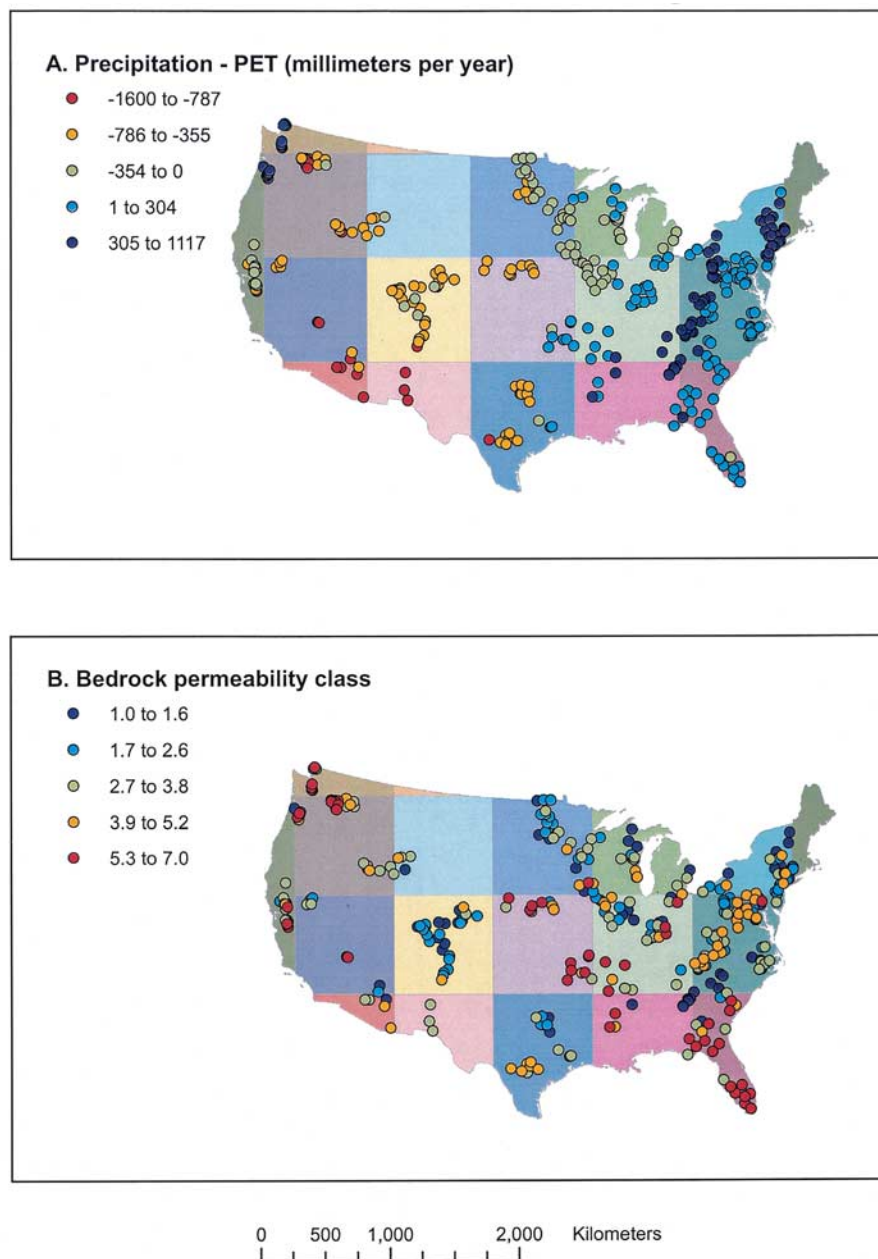 A. Precipitation - PET (millimeters per year)
-1600 to -787
-786 to -355
-354 to 0
1 to 304
305 to 1117
B. Bedrock permeability class
1.0 to 1.6
1.7 to 2.6
2.7 to 3.8
3.9 to 5.2
5.3 to 7.0
0 500 1,000 2,000 Kilometers